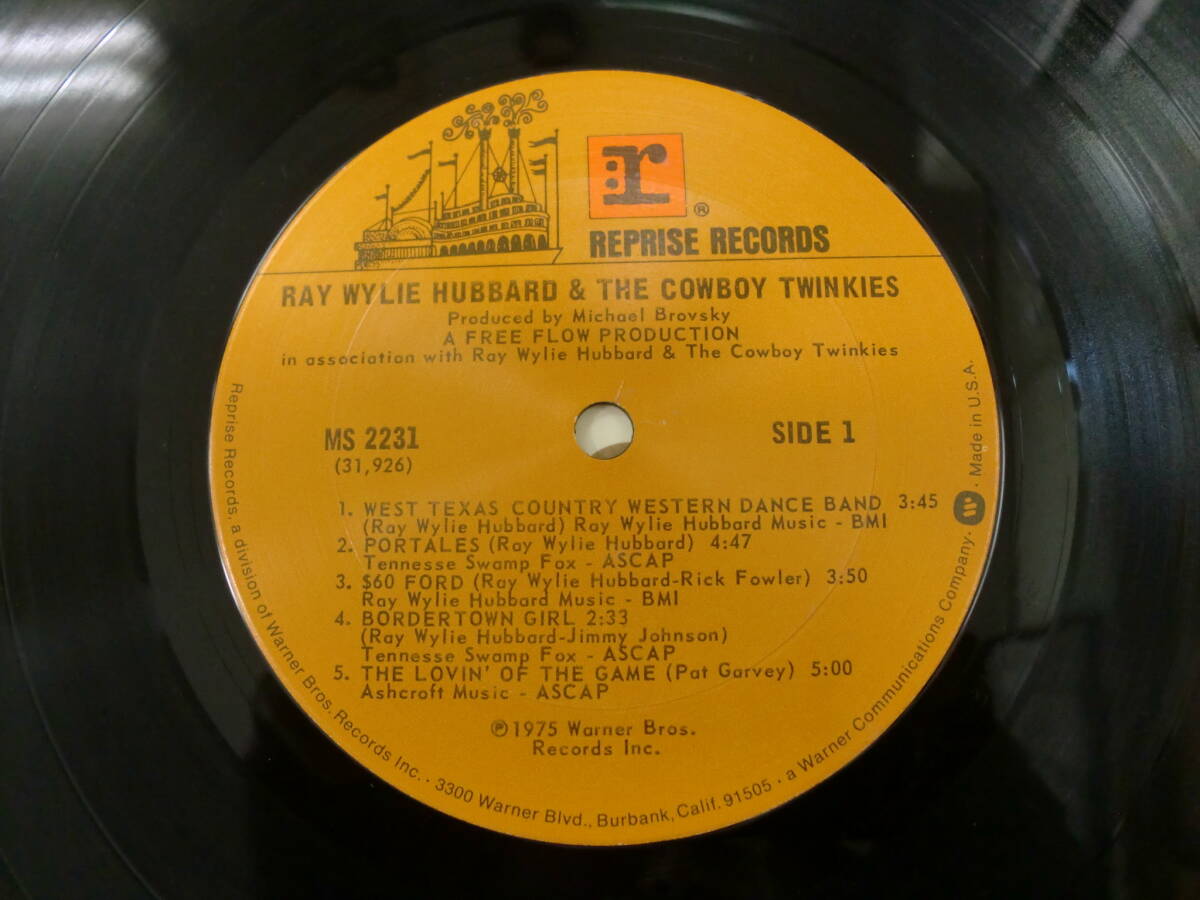 r
®
REPRISE RECORDS
RAY WYLIE HUBBARD & THE COWBOY TWINKIES
Produced by Michael Brovsky
A FREE FLOW PRODUCTION
in association with Ray Wylie Hubbard & The Cowboy Twinkies
MS 2231
(31,926)
SIDE 1
1. WEST TEXAS COUNTRY WESTERN DANCE BAND 3:45
(Ray Wylie Hubbard) Ray Wylie Hubbard Music - BMI
2. PORTALES (Ray Wylie Hubbard) 4:47
Tennesse Swamp Fox - ASCAP
3. $60 FORD (Ray Wylie Hubbard-Rick Fowler) 3:50
Ray Wylie Hubbard Music - BMI
4. BORDERTOWN GIRL 2:33
(Ray Wylie Hubbard-Jimmy Johnson)
Tennesse Swamp Fox - ASCAP
5. THE LOVIN' OF THE GAME (Pat Garvey) 5:00
Ashcroft Music - ASCAP
℗1975 Warner Bros.
Records Inc.
Reprise Records, a division of Warner Bros. Records Inc. · 3300 Warner Blvd., Burbank, Calif. 91505 · a Warner Communications Company · Made in U.S.A.